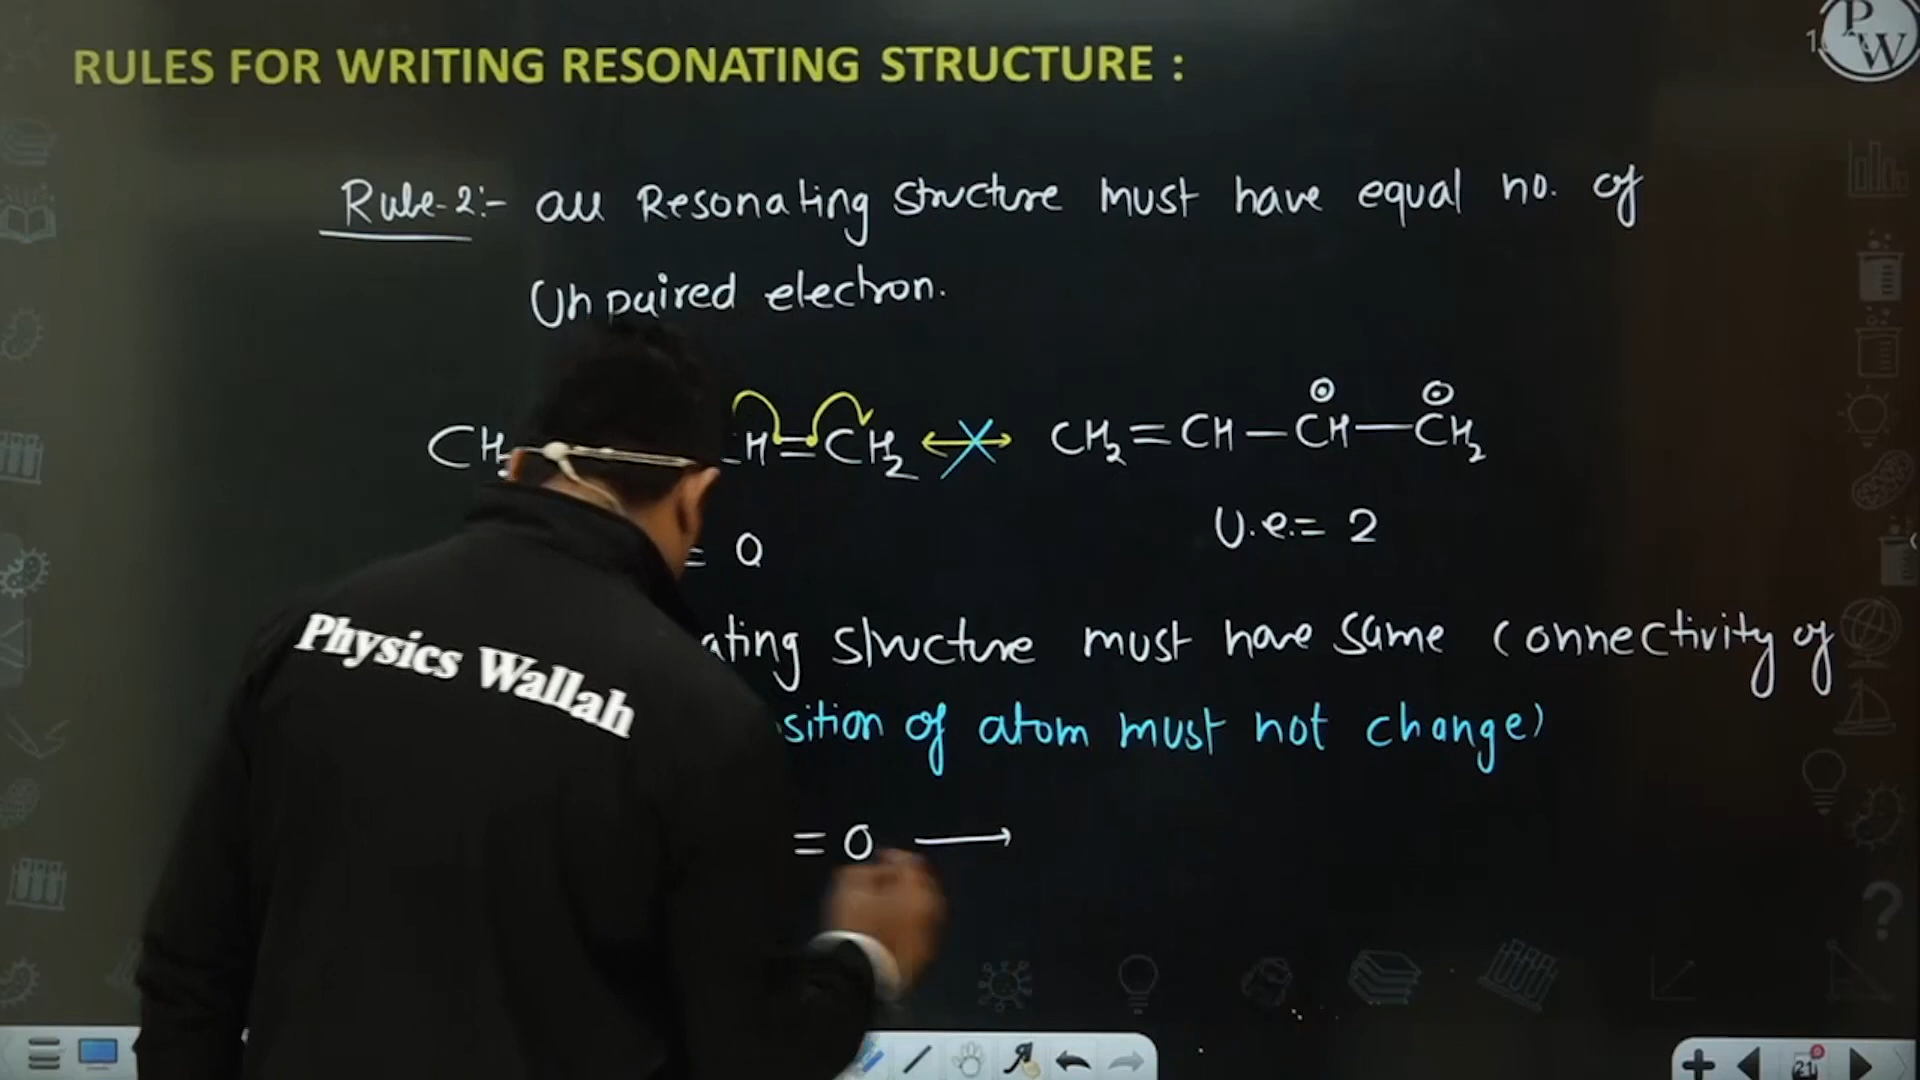 RULES FOR WRITING RESONATING STRUCTURE :
PW
Rule-2:- all Resonating structure must have equal no. of
Unpaired electron.
CH H=CH₂ ↔ CH₂=CH—CH—CH₂
= 0
U.e.= 2
ating structure must have same connectivity of
sition of atom must not change)
= O →
Physics Wallah
21